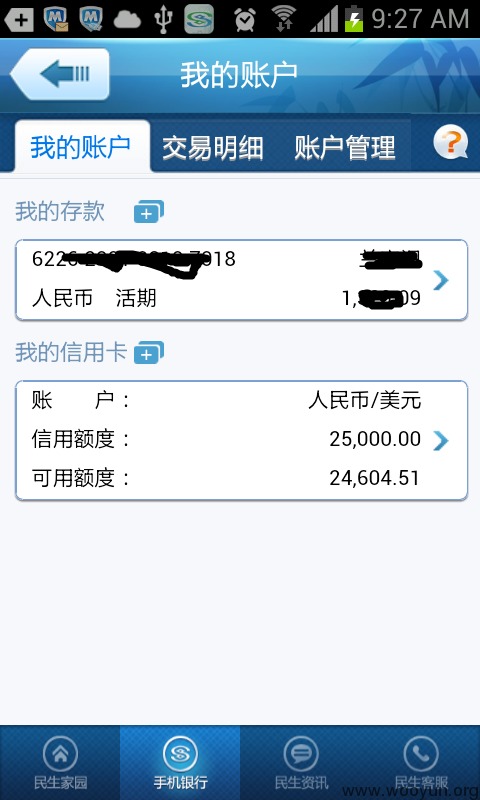 9:27 AM
我的账户
我的账户 交易明细 账户管理 ?
我的存款
6226 7018
人民币 活期 1, 09
我的信用卡
账 户: 人民币/美元
信用额度: 25,000.00
可用额度: 24,604.51
民生家园 手机银行 民生资讯 民生客服
www.wooyun.org